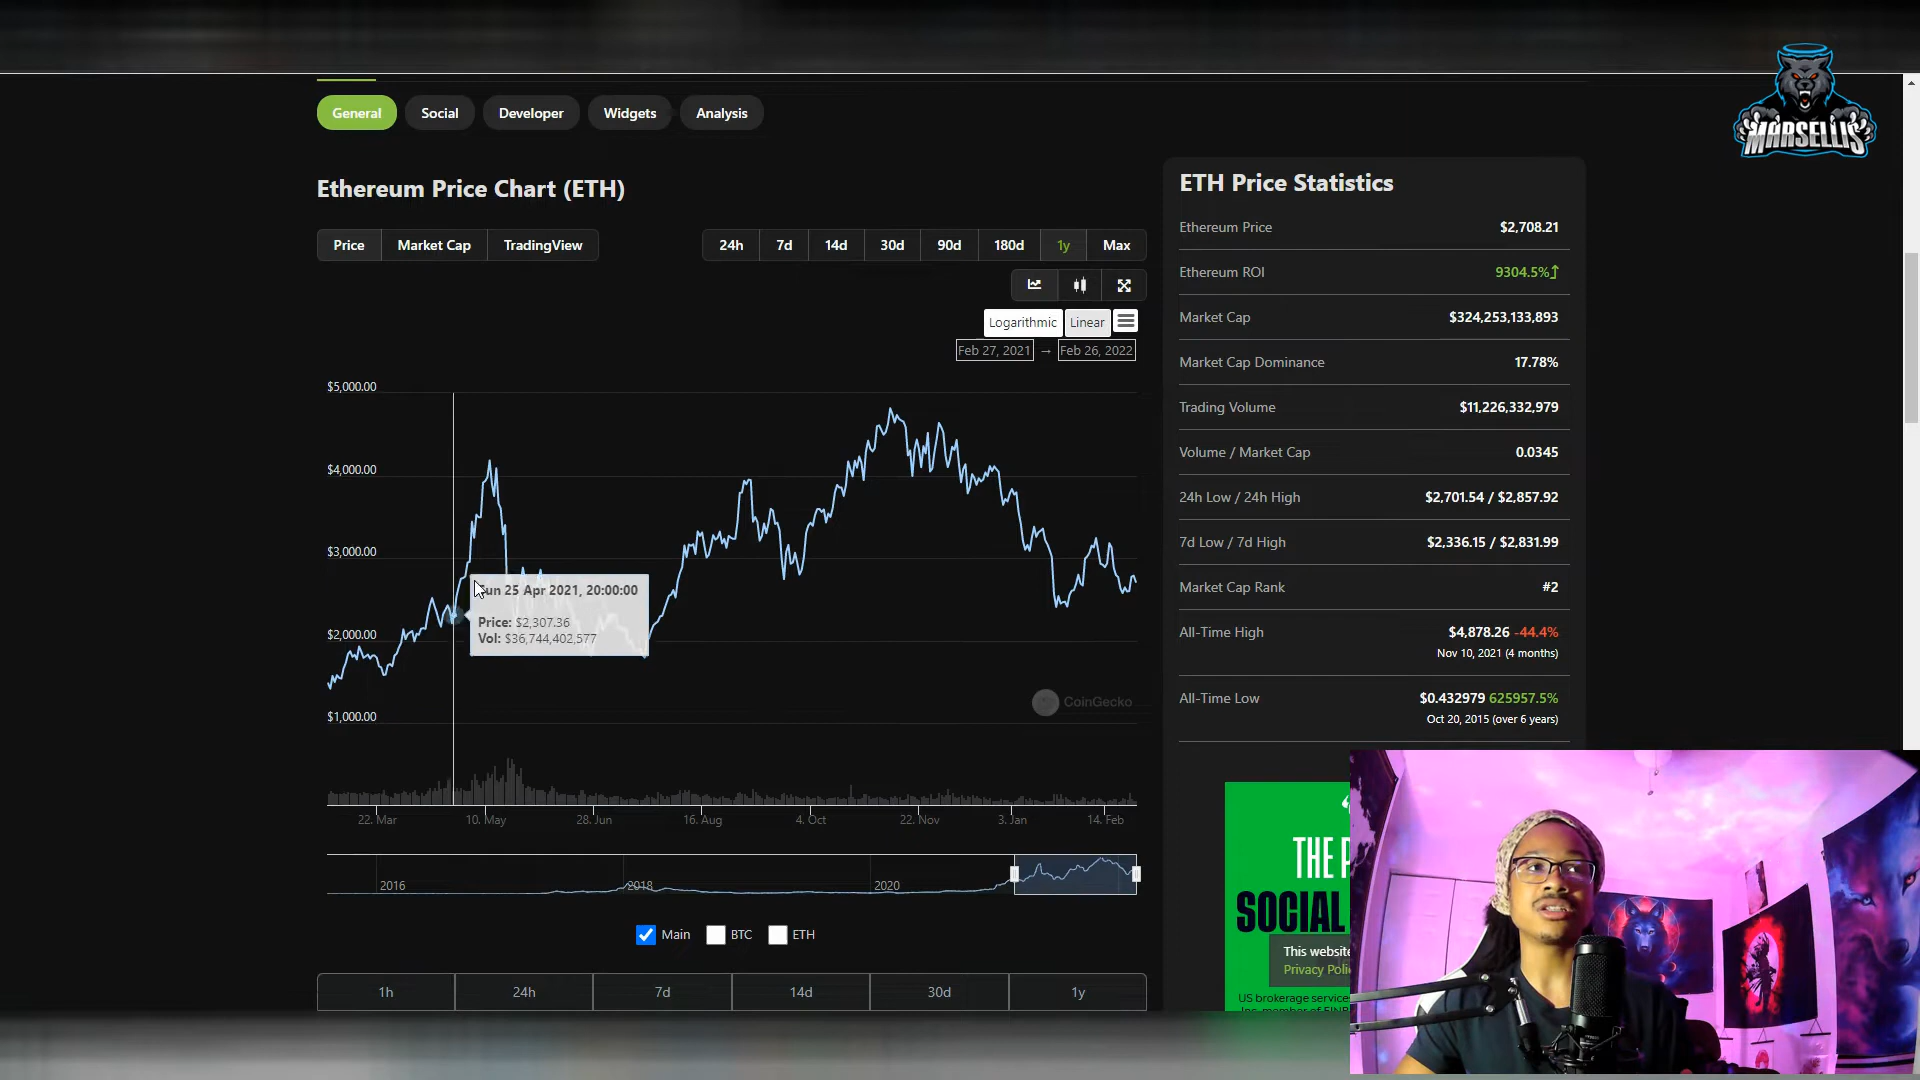 MARSELLIS
General
Social
Developer
Widgets
Analysis
Ethereum Price Chart (ETH)
Price
Market Cap
TradingView
24h
7d
14d
30d
90d
180d
1y
Max
Logarithmic
Linear
Feb 27, 2021 → Feb 26, 2022
$5,000.00
$4,000.00
$3,000.00
$2,000.00
$1,000.00
un 25 Apr 2021, 20:00:00
Price: $2,307.36
Vol: $36,744,402,577
CoinGecko
22. Mar
10. May
28. Jun
16. Aug
4. Oct
22. Nov
3. Jan
14. Feb
2016
2018
2020
Main
BTC
ETH
1h
24h
7d
14d
30d
1y
ETH Price Statistics
Ethereum Price $2,708.21
Ethereum ROI 9304.5%
Market Cap $324,253,133,893
Market Cap Dominance 17.78%
Trading Volume $11,226,332,979
Volume / Market Cap 0.0345
24h Low / 24h High $2,701.54 / $2,857.92
7d Low / 7d High $2,336.15 / $2,831.99
Market Cap Rank #2
All-Time High $4,878.26 -44.4%
Nov 10, 2021 (4 months)
All-Time Low $0.432979 625957.5%
Oct 20, 2015 (over 6 years)
THE P
SOCIAL
This website
Privacy Poli
US brokerage services